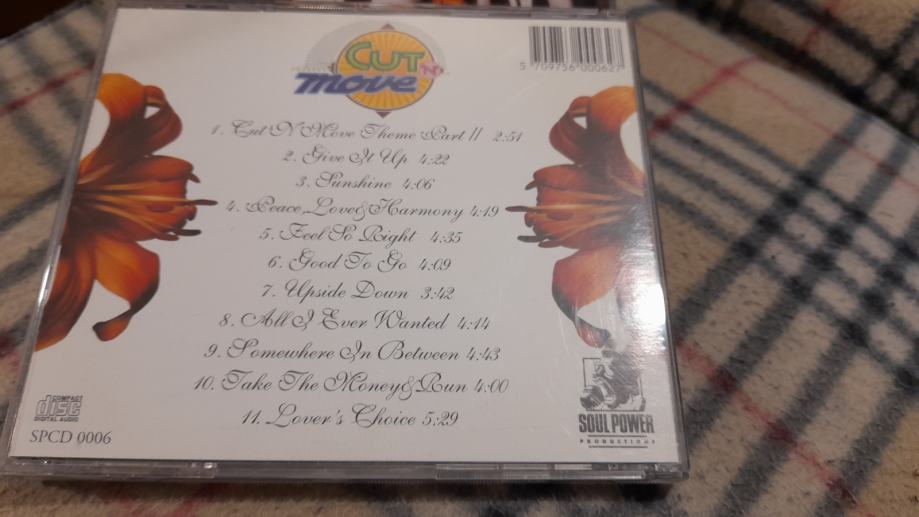 CUT 'N'
move
5 709756 000627
1. Cut N Move Theme Part II 2:51
2. Give It Up 4:22
3. Sunshine 4:06
4. Peace, Love & Harmony 4:19
5. Feel So Right 4:35
6. Good To Go 4:09
7. Upside Down 3:42
8. All I Ever Wanted 4:14
9. Somewhere In Between 4:43
10. Take The Money & Run 4:00
11. Lover's Choice 5:29
COMPACT
disc
DIGITAL AUDIO
SPCD 0006
SOUL POWER
PRODUCTIONS